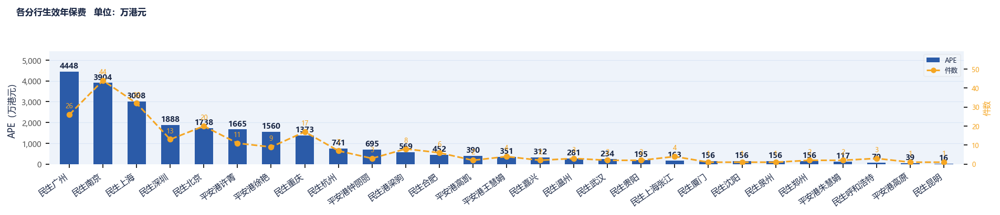 各分行生效年保费   单位：万港元
APE
件数
5,000
4,000
3,000
2,000
1,000
0
APE (万港元)
50
40
30
20
10
0
件数
4448
3904
3008
1888
1738
1665
1560
1373
741
695
569
452
390
351
312
281
234
195
163
156
156
156
156
117
70
39
16
26
44
13
20
11
9
17
3
8
6
4
4
2
2
3
1
1
民生广州
民生南京
民生上海
民生深圳
民生北京
平安港许菁
平安港徐艳
民生重庆
民生杭州
平安港钟丽丽
民生港梁驹
民生合肥
平安港高凯
平安港王慧娟
民生嘉兴
民生温州
民生武汉
民生贵阳
民生上海张江
民生厦门
民生沈阳
民生泉州
民生郑州
平安港朱慧娟
民生呼和浩特
平安港高原
民生昆明